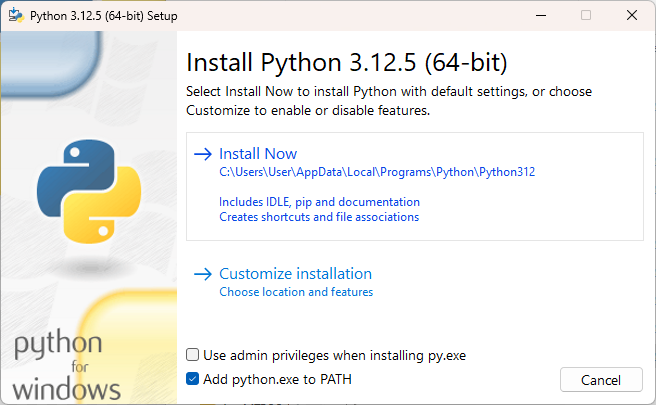 Python 3.12.5 (64-bit) Setup
Install Python 3.12.5 (64-bit)
Select Install Now to install Python with default settings, or choose
Customize to enable or disable features.
Install Now
C:\Users\User\AppData\Local\Programs\Python\Python312
Includes IDLE, pip and documentation
Creates shortcuts and file associations
Customize installation
Choose location and features
Use admin privileges when installing py.exe
Add python.exe to PATH
Cancel
python
for
windows